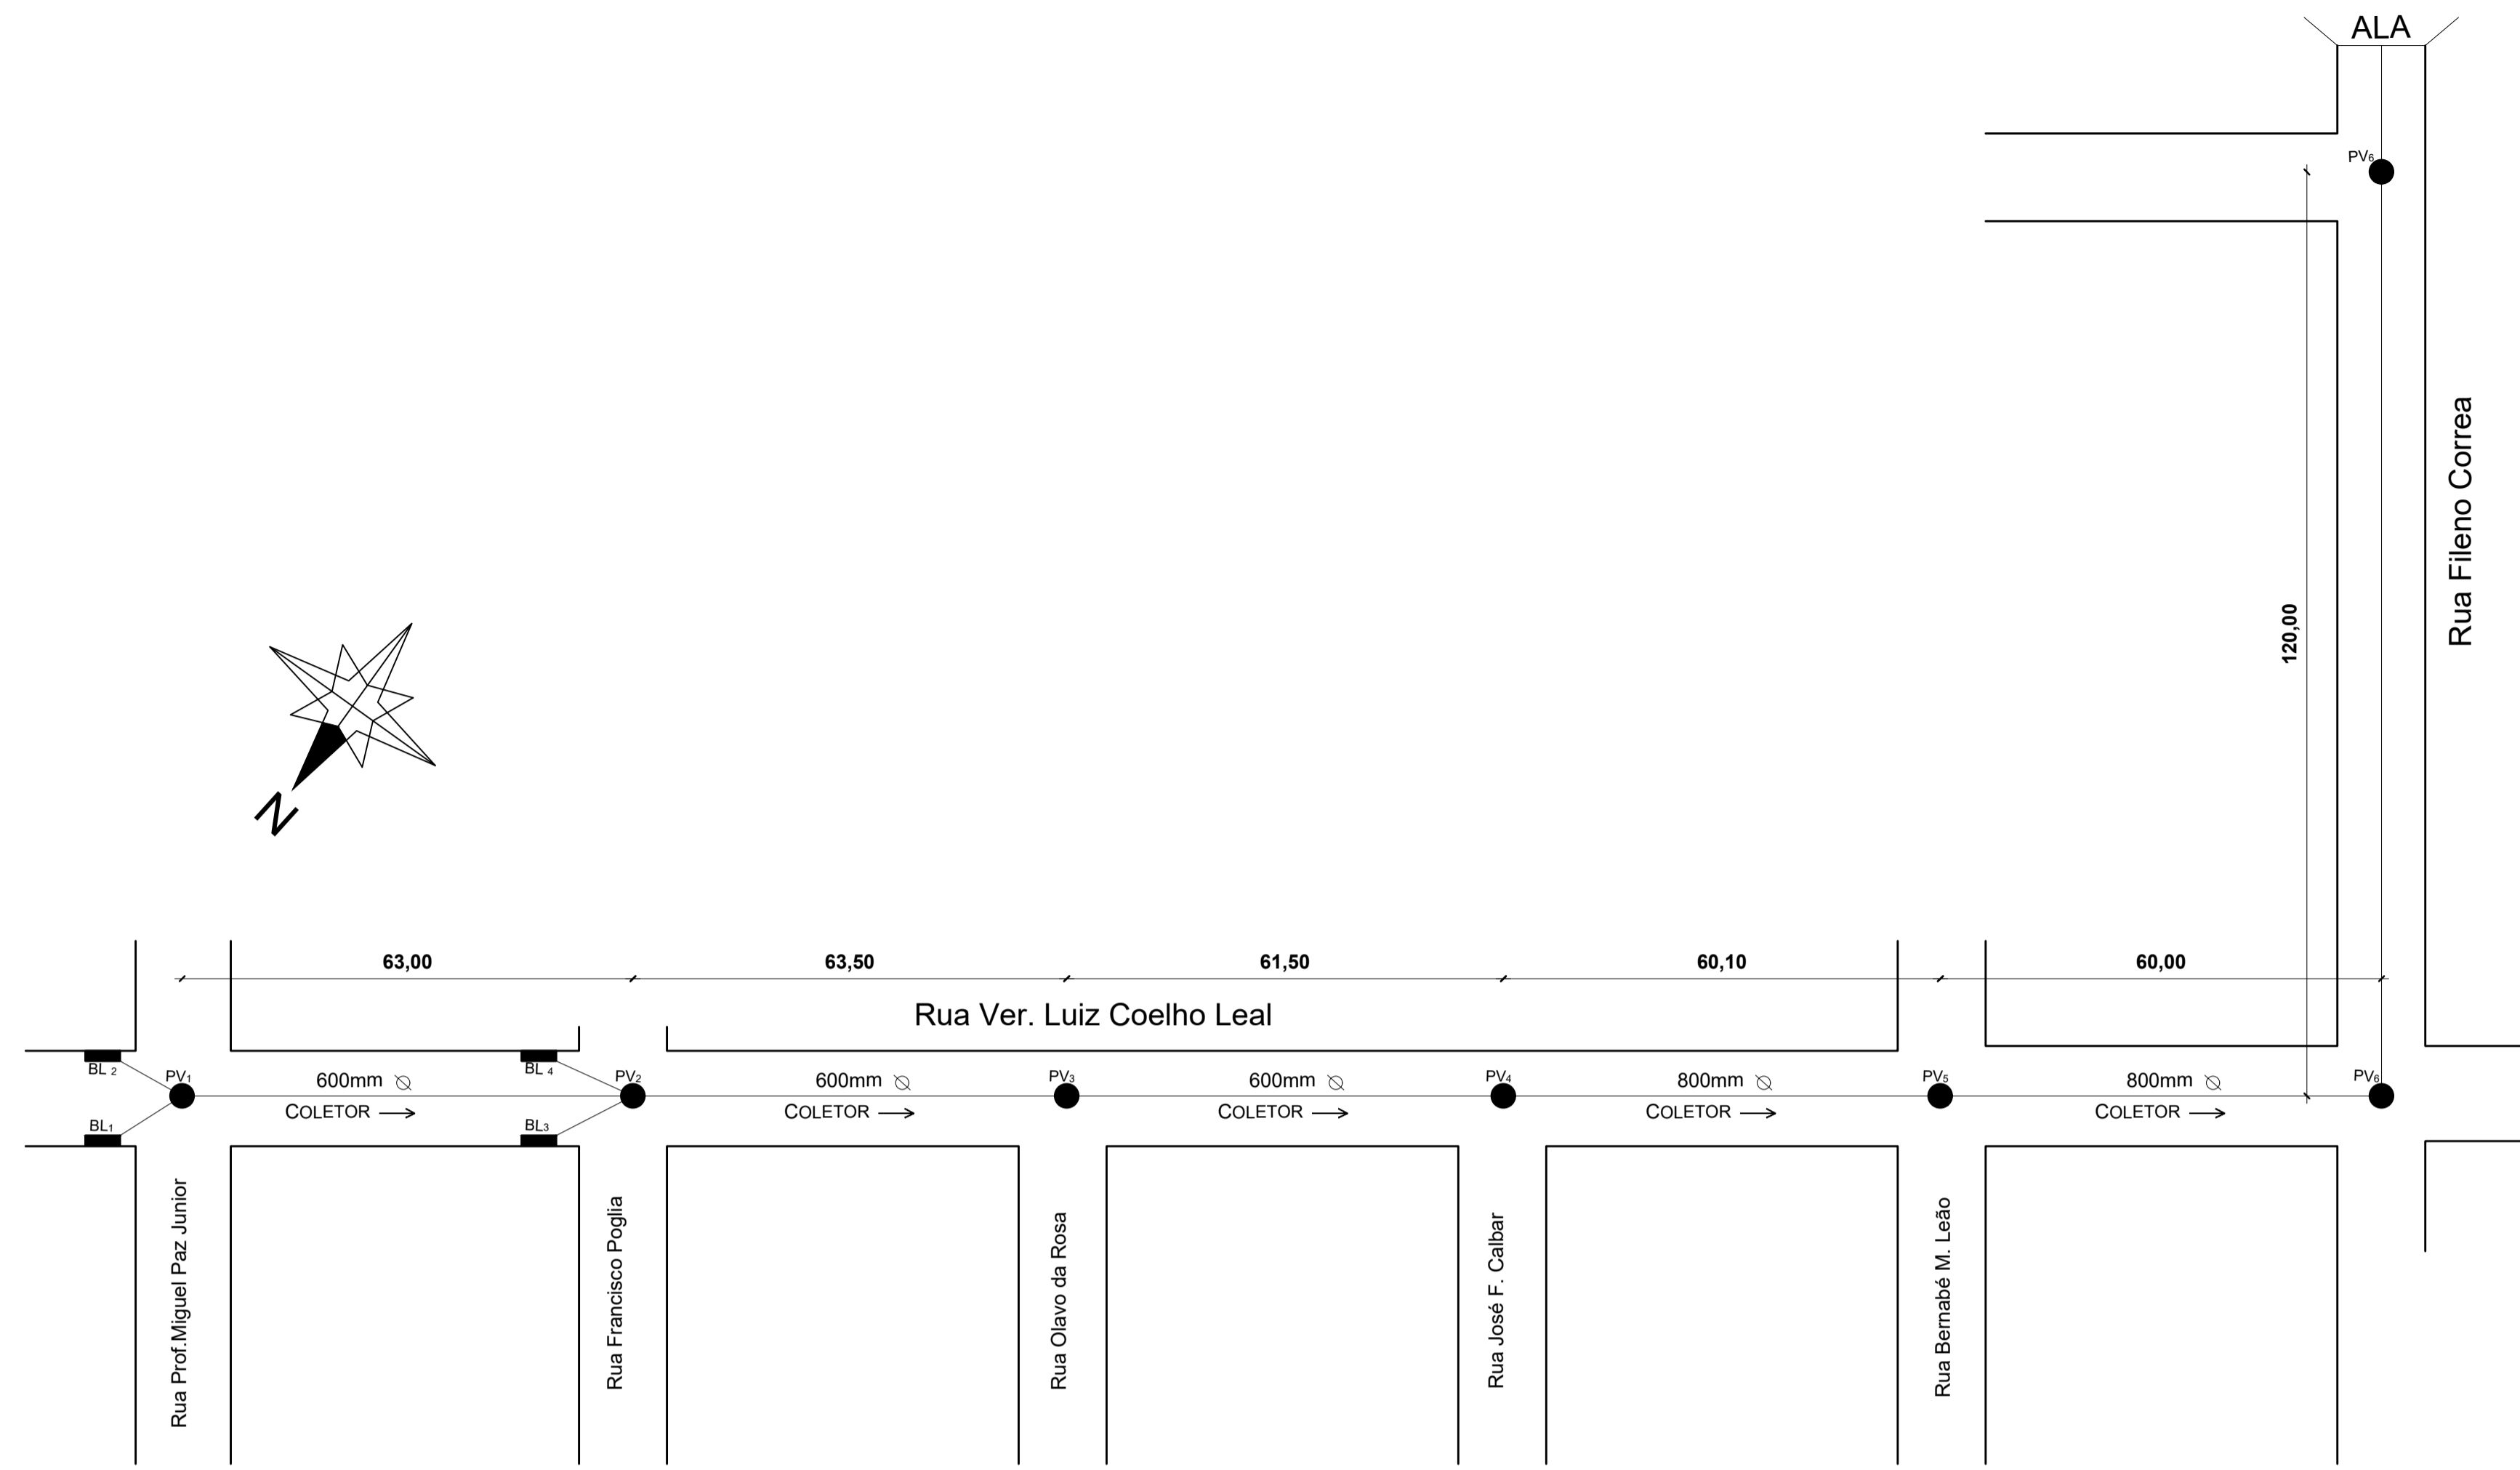 ALA
PV6
Rua Fileno Correa
120,00
N
63,00
63,50
61,50
60,10
60,00
Rua Ver. Luiz Coelho Leal
BL 2
PV1
600mm
COLETOR
BL1
BL 4
PV2
600mm
COLETOR
BL3
PV3
600mm
COLETOR
PV4
800mm
COLETOR
PV5
800mm
COLETOR
PV6
Rua Prof.Miguel Paz Junior
Rua Francisco Poglia
Rua Olavo da Rosa
Rua José F. Calbar
Rua Bernabé M. Leão